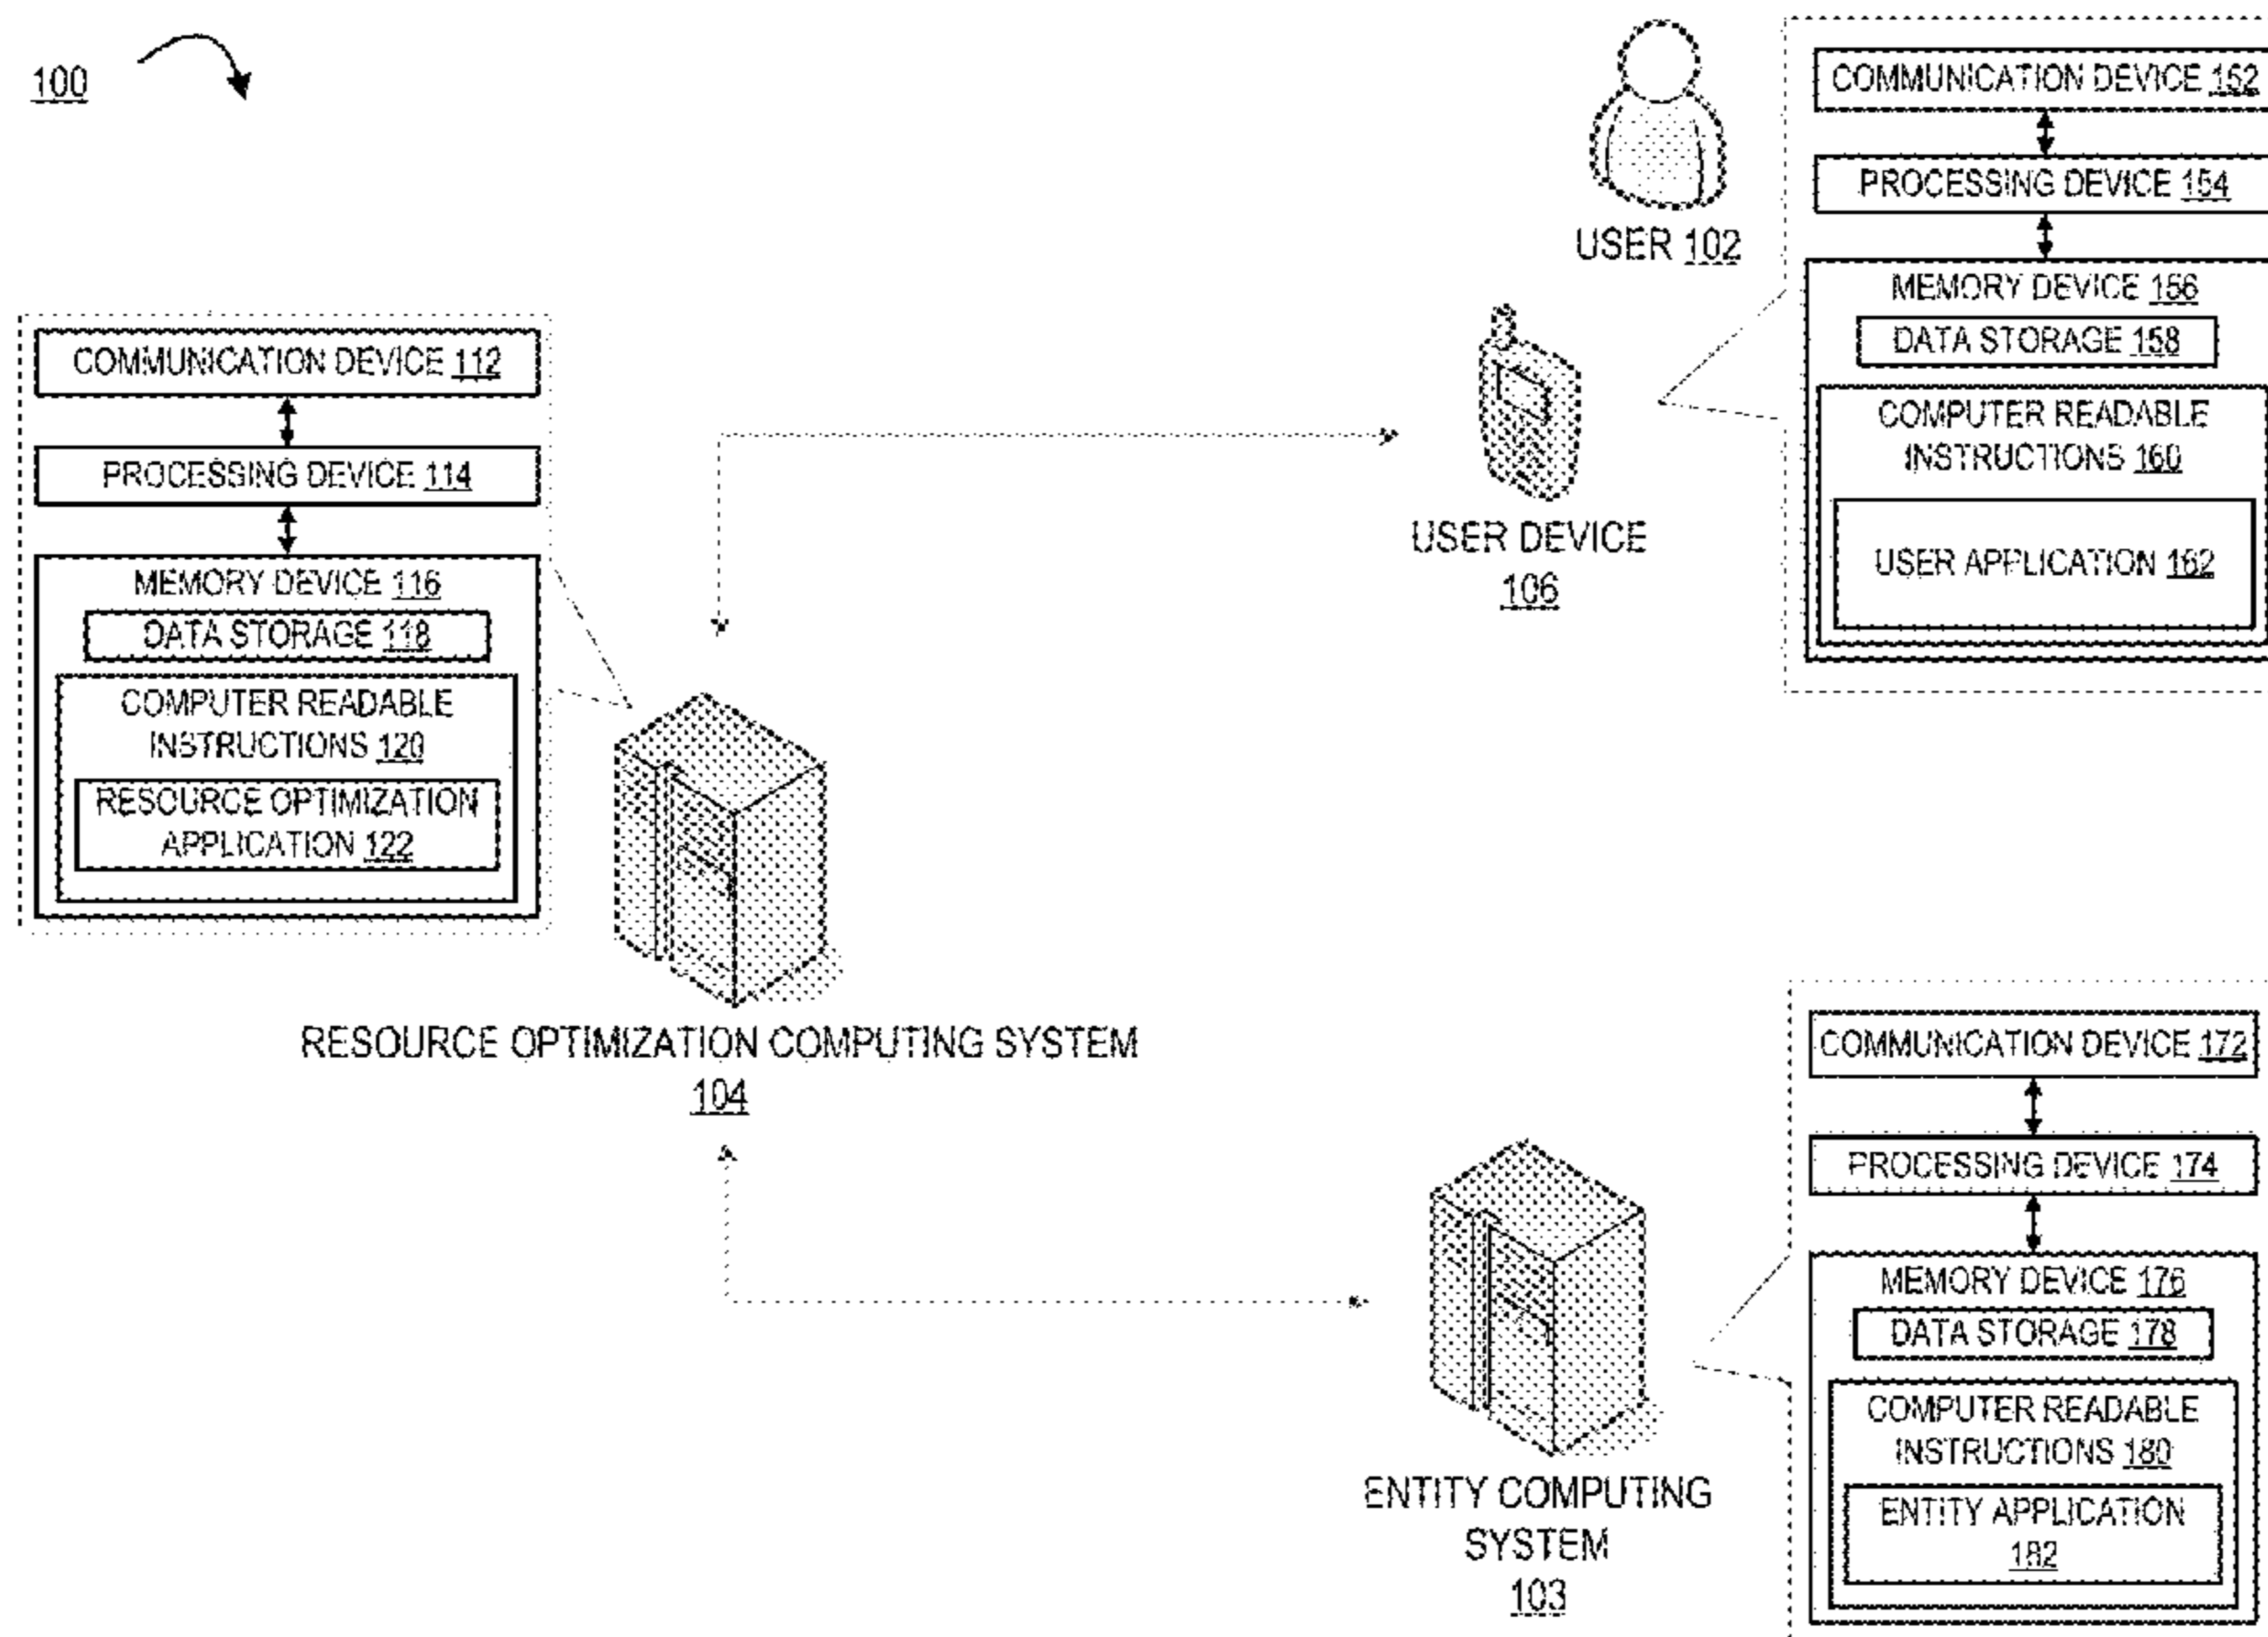 100
COMMUNICATION DEVICE 112
PROCESSING DEVICE 114
MEMORY DEVICE 116
DATA STORAGE 118
COMPUTER READABLE
INSTRUCTIONS 120
RESOURCE OPTIMIZATION
APPLICATION 122
RESOURCE OPTIMIZATION COMPUTING SYSTEM
104
USER 102
USER DEVICE
106
COMMUNICATION DEVICE 152
PROCESSING DEVICE 154
MEMORY DEVICE 156
DATA STORAGE 158
COMPUTER READABLE
INSTRUCTIONS 160
USER APPLICATION 162
ENTITY COMPUTING
SYSTEM
103
COMMUNICATION DEVICE 172
PROCESSING DEVICE 174
MEMORY DEVICE 176
DATA STORAGE 178
COMPUTER READABLE
INSTRUCTIONS 180
ENTITY APPLICATION
182